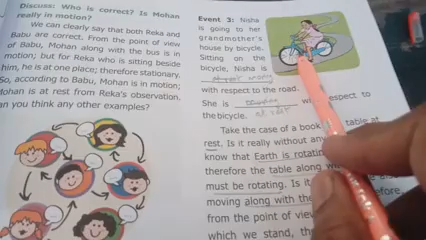 Discuss: Who is correct? Is Mohan
really in motion?
We can clearly say that both Reka and
Babu are correct. From the point of view
of Babu, Mohan along with the bus is in
motion; but for Reka who is sitting beside
him, he is at one place; therefore stationary.
So, according to Babu, Mohan is in motion;
Mohan is at rest from Reka's observation.
Can you think any other examples?
Event 3: Nisha
is going to her
grandmother's
house by bicycle.
Sitting on the
bicycle, Nisha is
with respect to the road.
She is respect to
the bicycle. at rest
Take the case of a book table at
rest. Is it really without an
know that Earth is rotating
therefore the table along
must be rotating. Is
moving along with the
from the point of view
which we stand, the